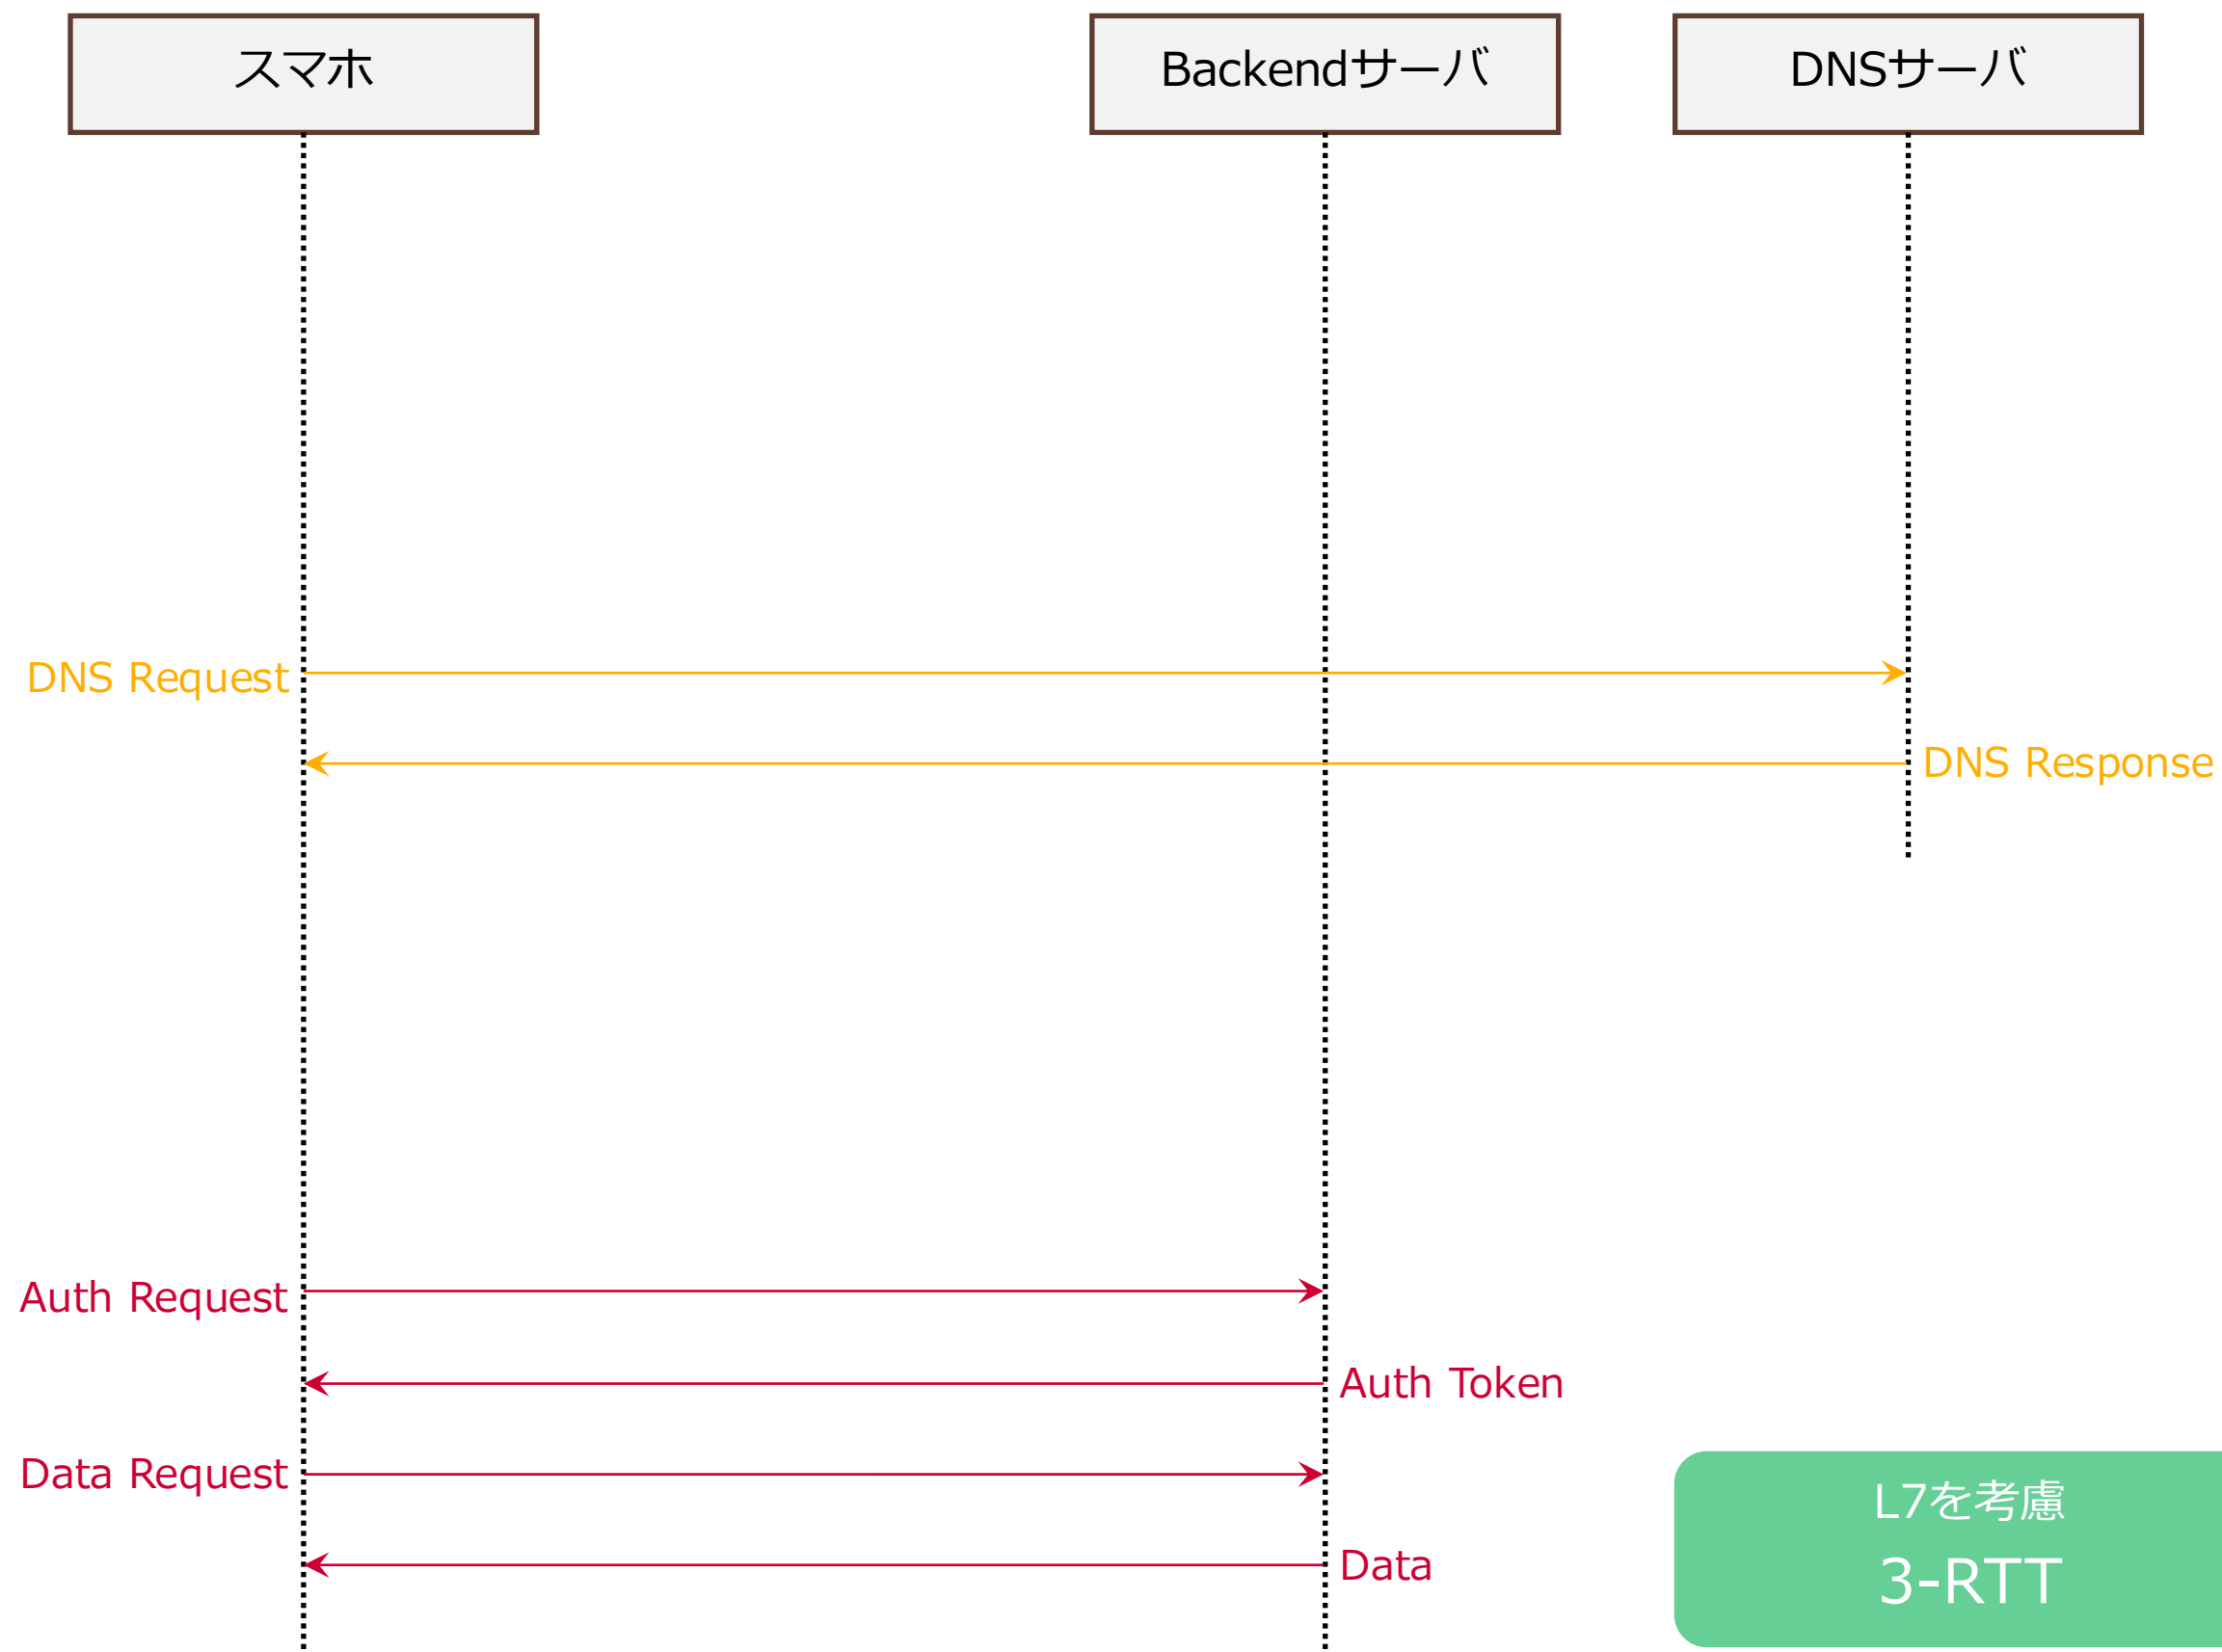 スマホ
Backendサーバ
DNSサーバ
DNS Request
DNS Response
Auth Request
Auth Token
Data Request
Data
L7を考慮
3-RTT